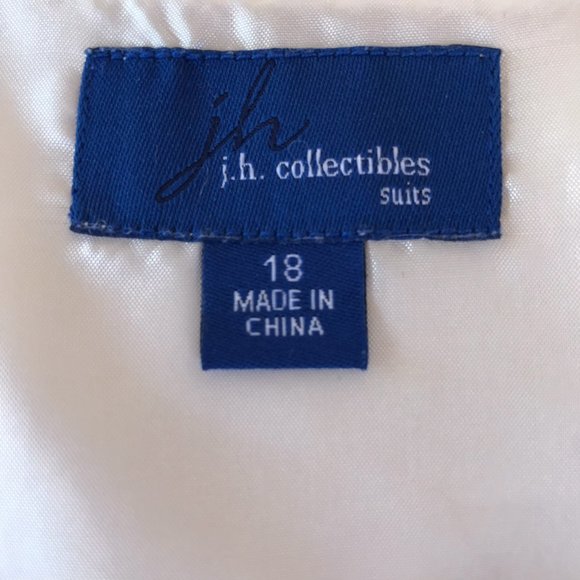 jh
j.h. collectibles
suits
18
MADE IN
CHINA